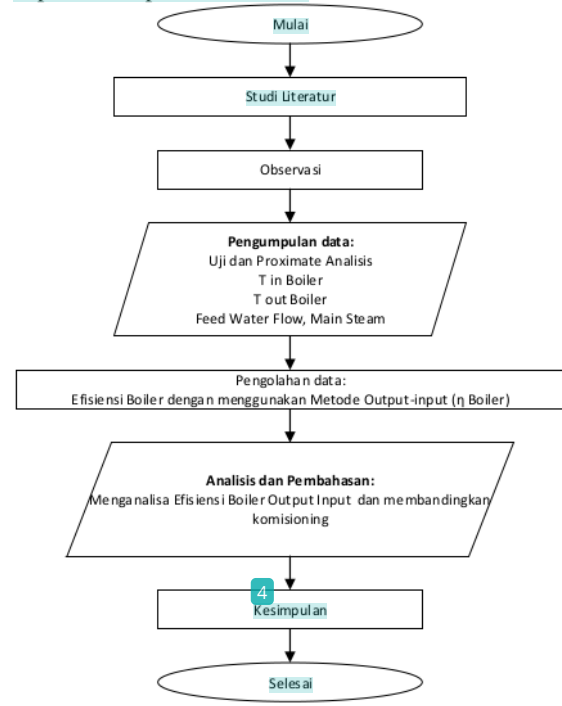 Mulai
Studi Literatur
Observasi
Pengumpulan data:
Uji dan Proximate Analisis
T in Boiler
T out Boiler
Feed Water Flow, Main Steam
Pengolahan data:
Efisiensi Boiler dengan menggunakan Metode Output-input (η Boiler)
Analisis dan Pembahasan:
Menganalisa Efisiensi Boiler Output Input dan membandingkan
komisioning
4
Kesimpulan
Selesai